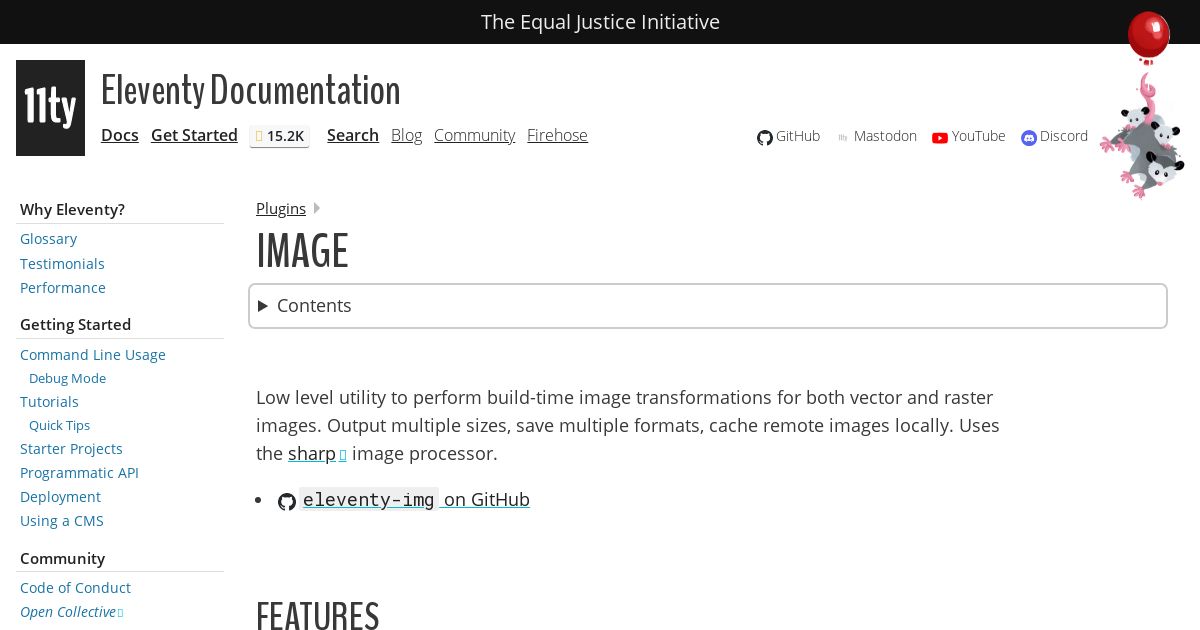 The Equal Justice Initiative
11ty
Eleventy Documentation
Docs Get Started 15.2K Search Blog Community Firehose
GitHub Mastodon YouTube Discord
Why Eleventy?
Glossary
Testimonials
Performance
Getting Started
Command Line Usage
Debug Mode
Tutorials
Quick Tips
Starter Projects
Programmatic API
Deployment
Using a CMS
Community
Code of Conduct
Open Collective
Plugins
IMAGE
Contents
Low level utility to perform build-time image transformations for both vector and raster
images. Output multiple sizes, save multiple formats, cache remote images locally. Uses
the sharp image processor.
eleventy-img on GitHub
FEATURES